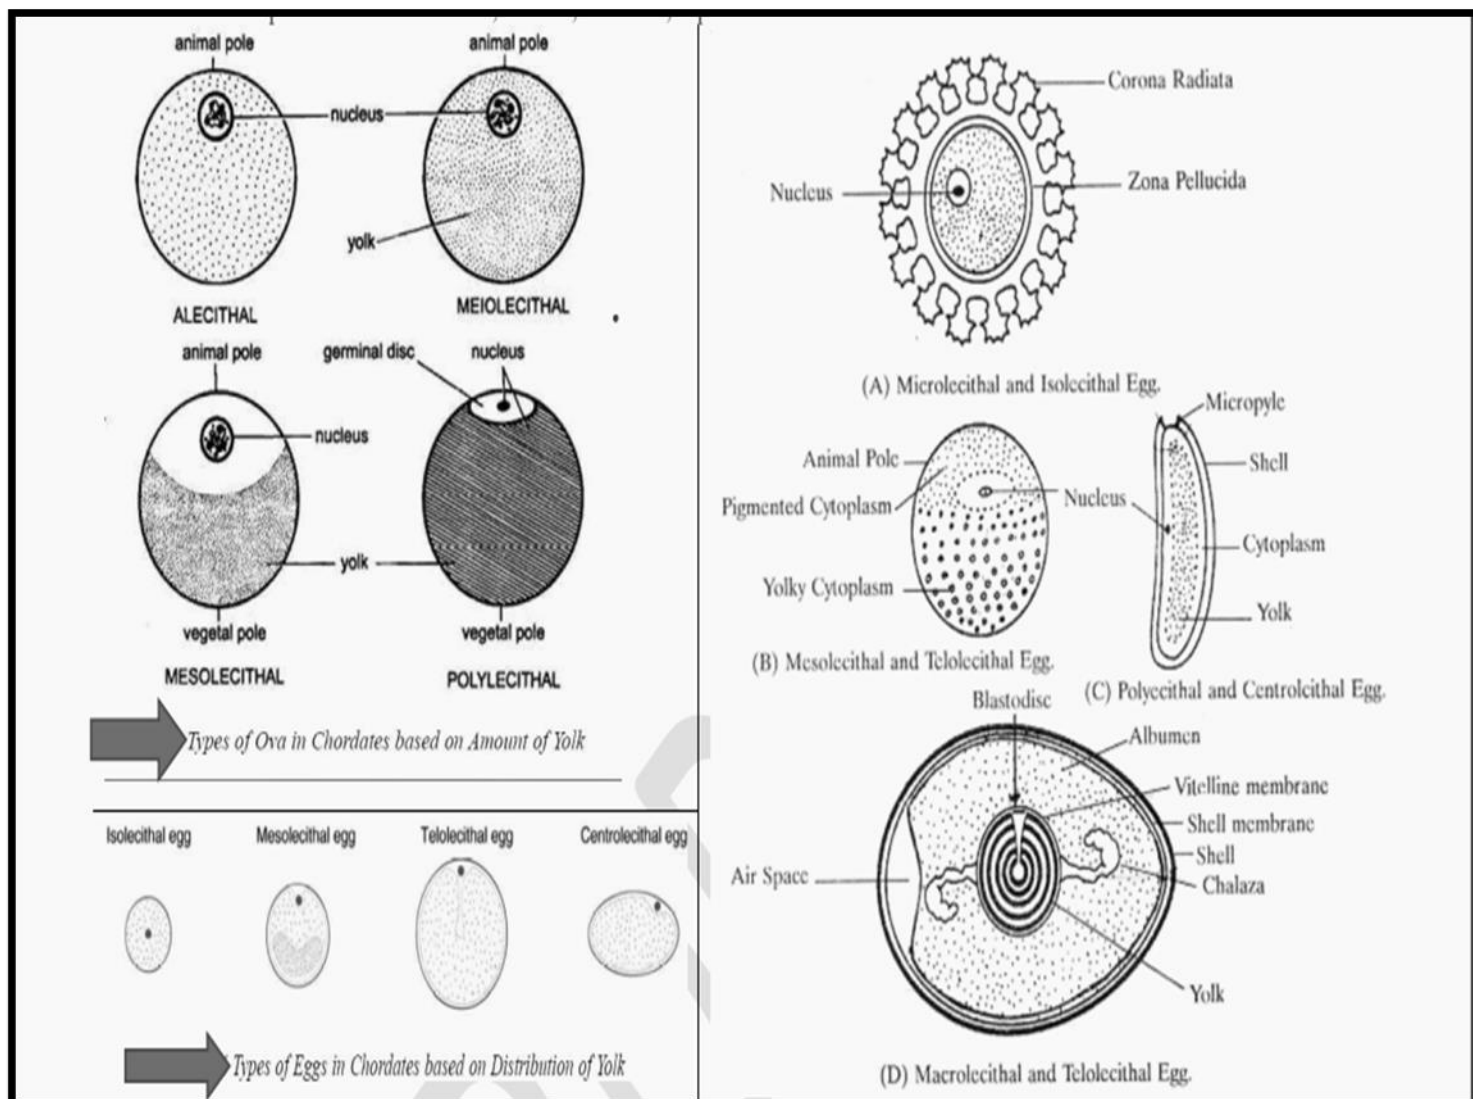 animal pole
animal pole
nucleus
yolk
ALECITHAL
MEIOLECITHAL
animal pole
germinal disc
nucleus
nucleus
yolk
vegetal pole
vegetal pole
MESOLECITHAL
POLYLECITHAL
Types of Ova in Chordates based on Amount of Yolk
Isolecithal egg
Mesolecithal egg
Telolecithal egg
Centrolecithal egg
Types of Eggs in Chordates based on Distribution of Yolk
Corona Radiata
Zona Pellucida
Nucleus
(A) Microlecithal and Isolecithal Egg.
Animal Pole
Pigmented Cytoplasm
Nucleus
Yolky Cytoplasm
(B) Mesolecithal and Telolecithal Egg.
Micropyle
Shell
Cytoplasm
Yolk
(C) Polyecithal and Centrolcithal Egg.
Blastodisc
Albumen
Vitelline membrane
Shell membrane
Shell
Chalaza
Air Space
Yolk
(D) Macrolecithal and Telolecithal Egg.